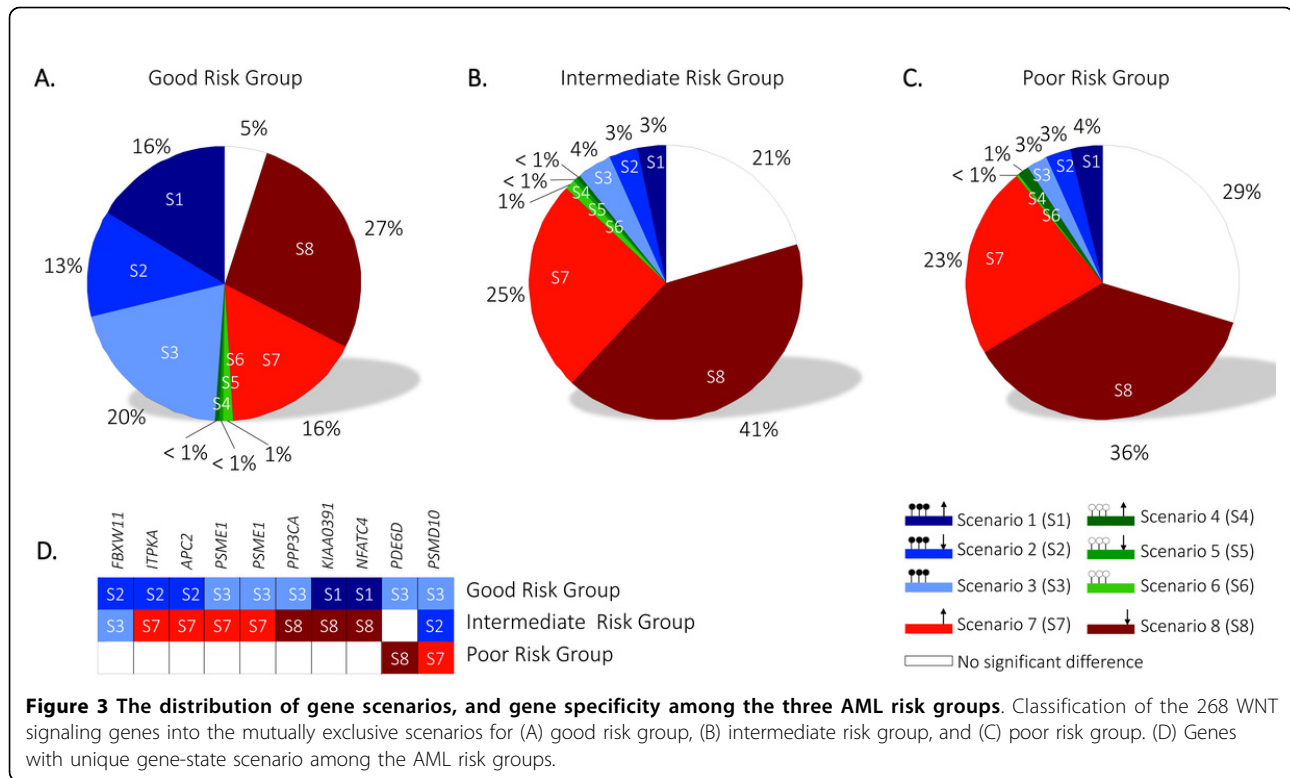 A. Good Risk Group
B. Intermediate Risk Group
C. Poor Risk Group
5%
16%
S1
S8
27%
13%
S2
S3
S6
S7
S5
S4
20%
16%
< 1%
< 1%
1%
3%
3%
4%
< 1%
< 1%
1%
S1
S2
S3
S4
S5
S6
21%
S7
25%
S8
41%
4%
3%
3%
1%
< 1%
S1
S2
S3
S4
S6
29%
S7
23%
S8
36%
D.
FBXW11 ITPKA APC2 PSME1 PSME1 PPP3CA KIAA0391 NFATC4 PDE6D PSMD10
S2 S2 S2 S3 S3 S3 S1 S1 S3 S3 Good Risk Group
S3 S7 S7 S7 S7 S8 S8 S8 S2 Intermediate Risk Group
S8 S7 Poor Risk Group
Scenario 1 (S1) Scenario 4 (S4)
Scenario 2 (S2) Scenario 5 (S5)
Scenario 3 (S3) Scenario 6 (S6)
Scenario 7 (S7) Scenario 8 (S8)
No significant difference
Figure 3 The distribution of gene scenarios, and gene specificity among the three AML risk groups. Classification of the 268 WNT
signaling genes into the mutually exclusive scenarios for (A) good risk group, (B) intermediate risk group, and (C) poor risk group. (D) Genes
with unique gene-state scenario among the AML risk groups.